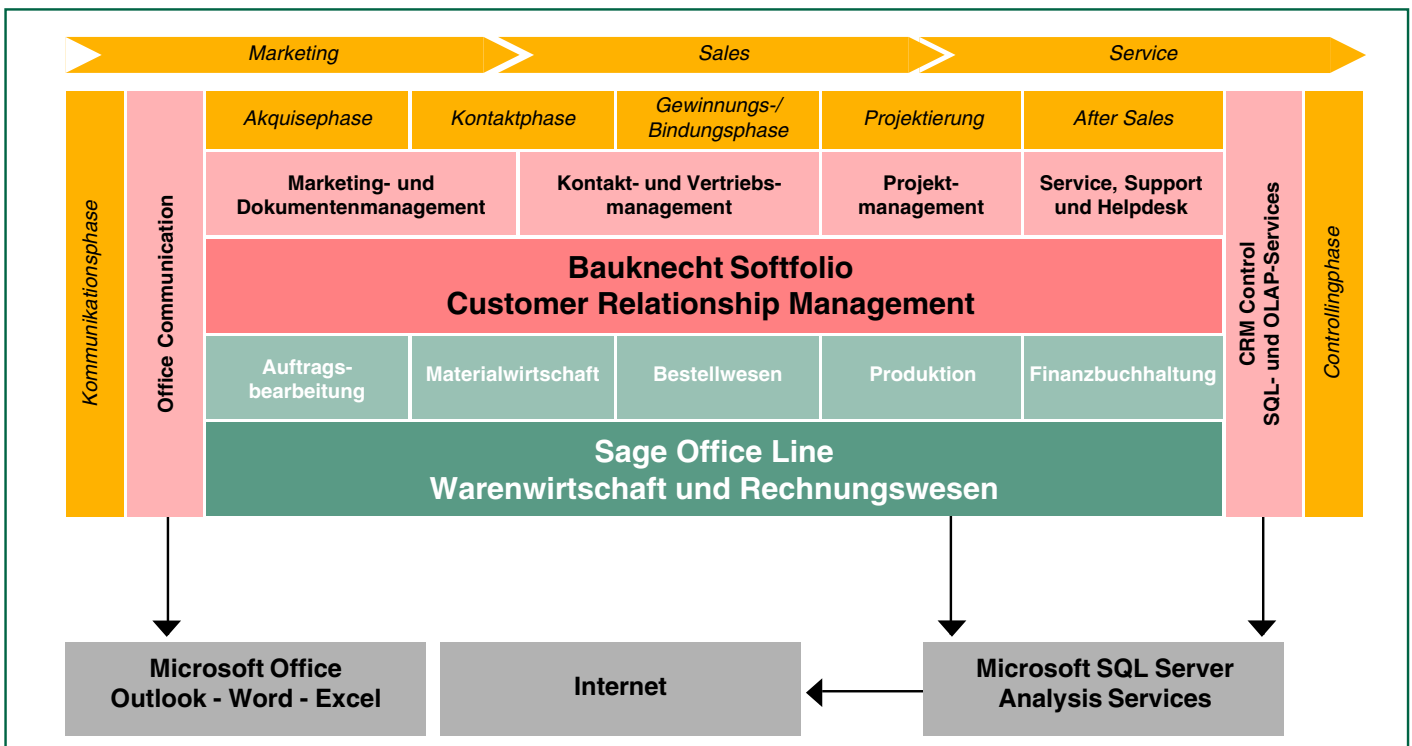 Marketing
Sales
Service
Kommunikationsphase
Office Communication
Akquisephase
Kontaktphase
Gewinnungs-/
Bindungsphase
Projektierung
After Sales
Marketing- und
Dokumentenmanagement
Kontakt- und Vertriebs-
management
Projekt-
management
Service, Support
und Helpdesk
Bauknecht Softfolio
Customer Relationship Management
Auftrags-
bearbeitung
Materialwirtschaft
Bestellwesen
Produktion
Finanzbuchhaltung
Sage Office Line
Warenwirtschaft und Rechnungswesen
CRM Control
SQL- und OLAP-Services
Controllingphase
Microsoft Office
Outlook - Word - Excel
Internet
Microsoft SQL Server
Analysis Services